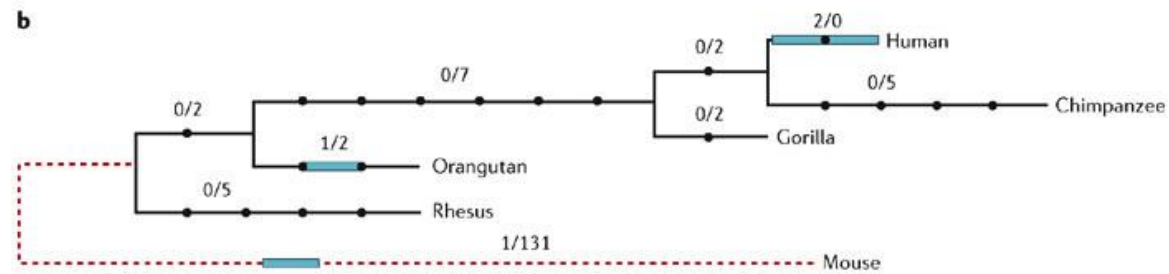 b
2/0
Human
0/2
0/7
0/5
Chimpanzee
0/2
0/2
Gorilla
1/2
Orangutan
0/5
Rhesus
1/131
Mouse